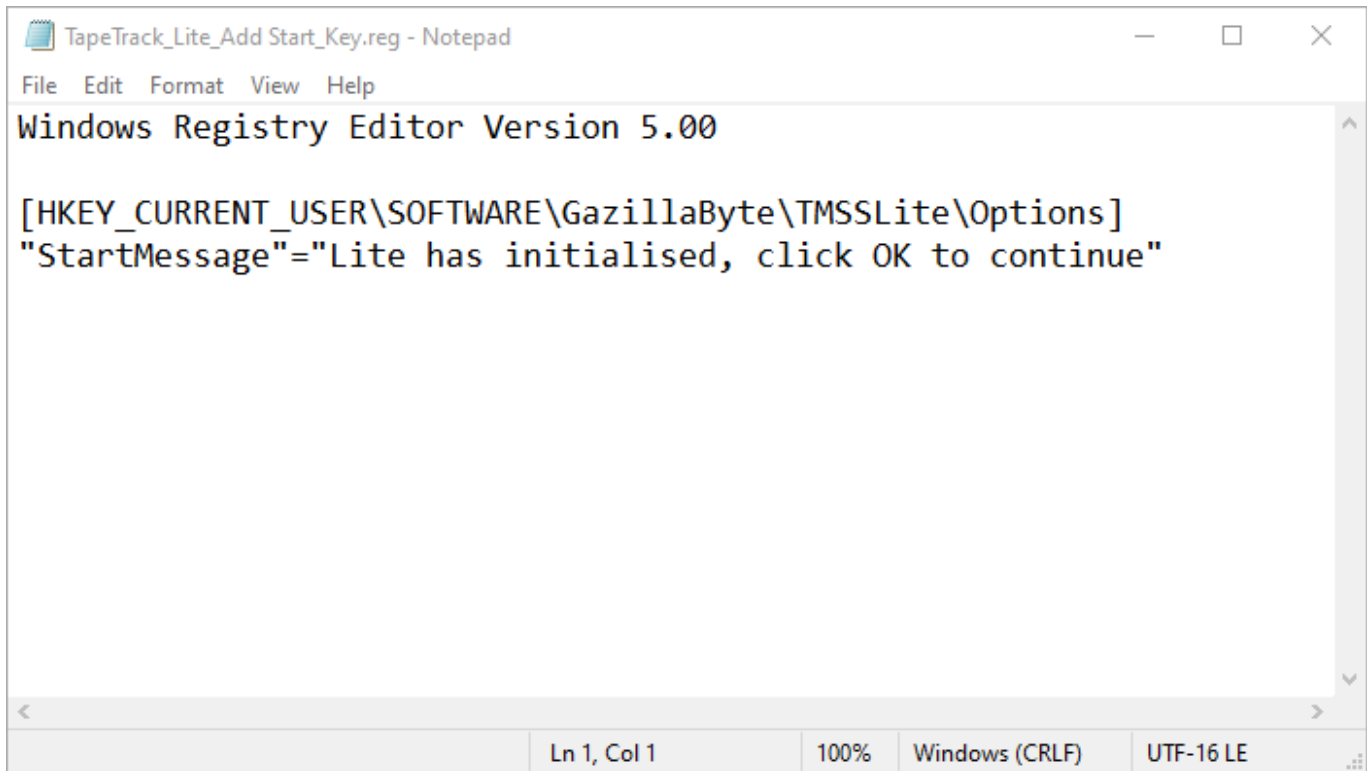 TapeTrack_Lite_Add Start_Key.reg - Notepad
File Edit Format View Help
Windows Registry Editor Version 5.00
[HKEY_CURRENT_USER\SOFTWARE\GazillaByte\TMSSLite\Options]
"StartMessage"="Lite has initialised, click OK to continue"
Ln 1, Col 1 100% Windows (CRLF) UTF-16 LE